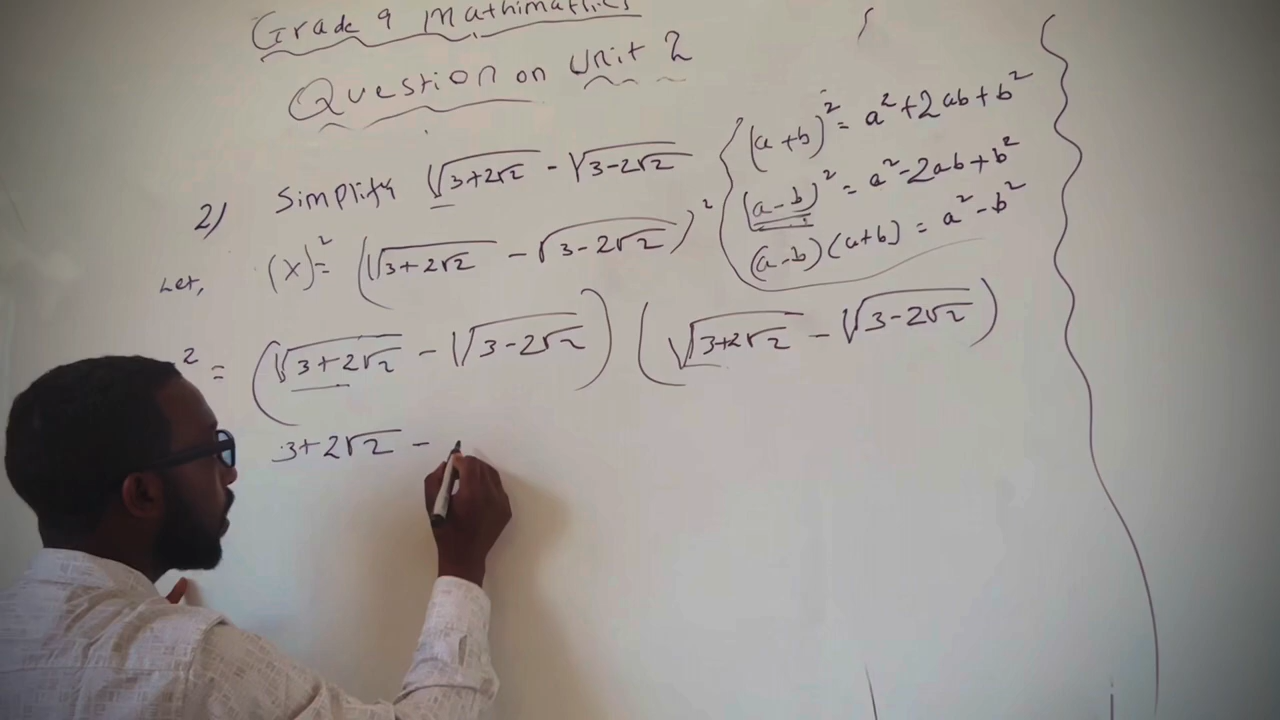 Grade 9 Mathematics
Question on Unit 2
2) Simplify √3+2√2 - √3-2√2
(a+b)² = a²+2ab+b²
(a-b)² = a²-2ab+b²
(a-b)(a+b) = a²-b²
Let, (x)² = (√3+2√2 - √3-2√2)²
² = (√3+2√2 - √3-2√2) (√3+2√2 - √3-2√2)
3+2√2 -